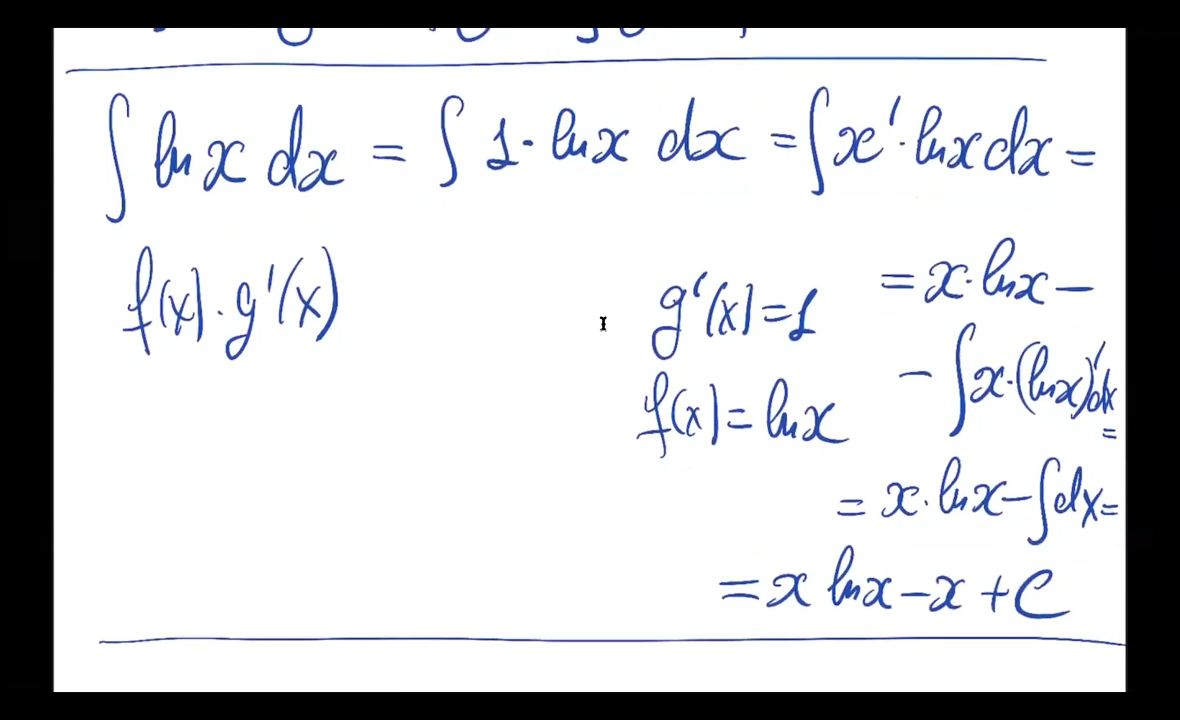 ∫ ln x dx = ∫ 1 · ln x dx = ∫ x' · ln x dx =
f(x) · g'(x)
g'(x) = 1
f(x) = ln x
= x · ln x −
− ∫ x · (ln x)' dx =
= x · ln x − ∫ dx =
= x ln x − x + C